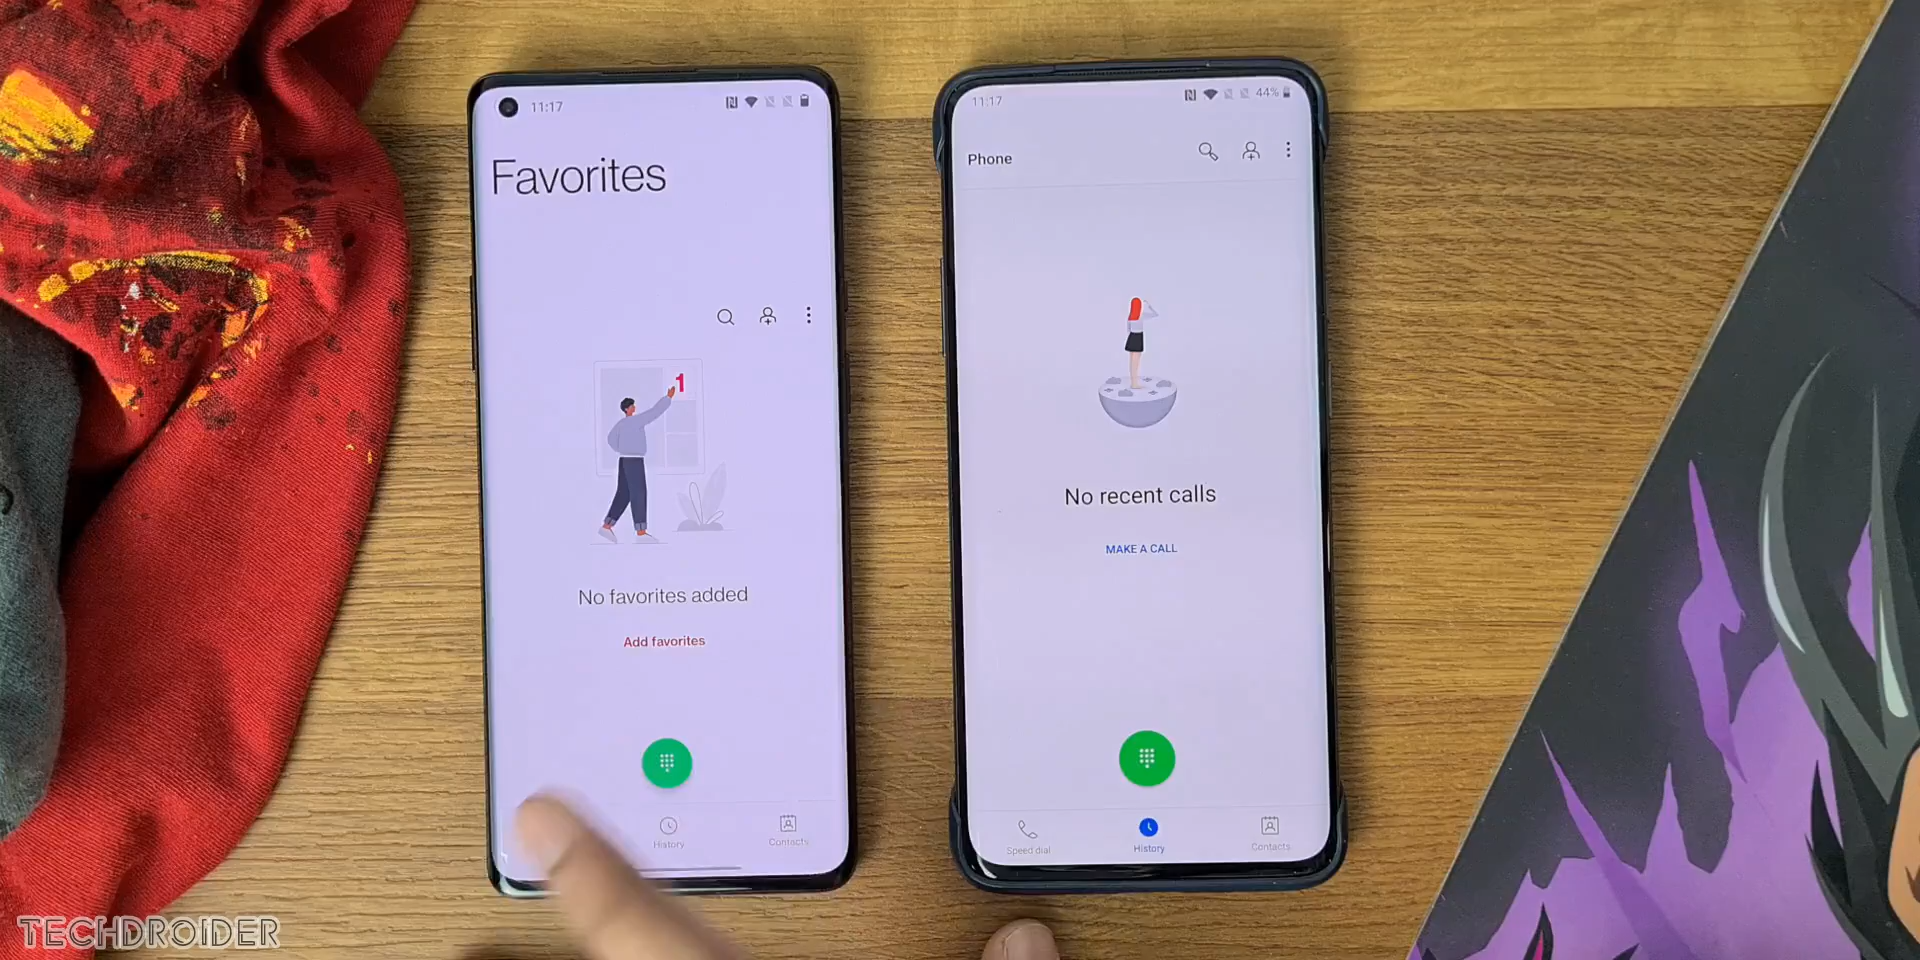 11:17
Favorites
1
No favorites added
Add favorites
History
Contacts
11:17
44%
Phone
No recent calls
MAKE A CALL
Speed dial
History
Contacts
TECHDROIDER